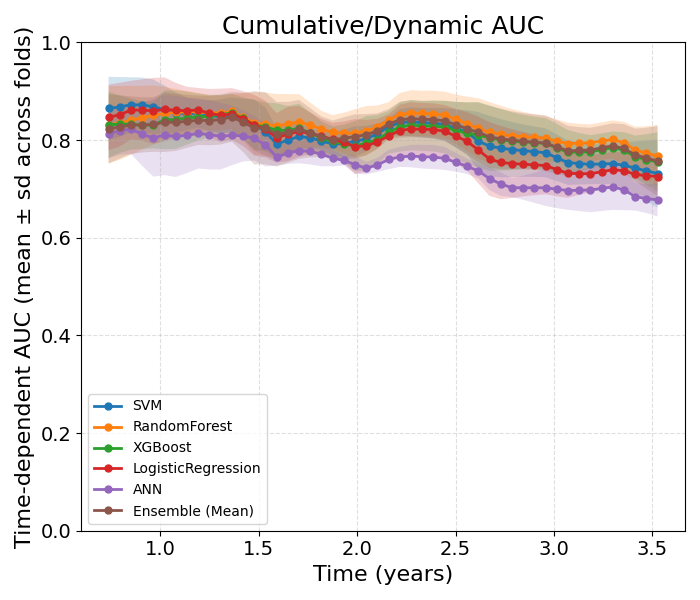 Cumulative/Dynamic AUC
Time-dependent AUC (mean ± sd across folds)
1.0
0.8
0.6
0.4
0.2
0.0
SVM
RandomForest
XGBoost
LogisticRegression
ANN
Ensemble (Mean)
1.0 1.5 2.0 2.5 3.0 3.5
Time (years)